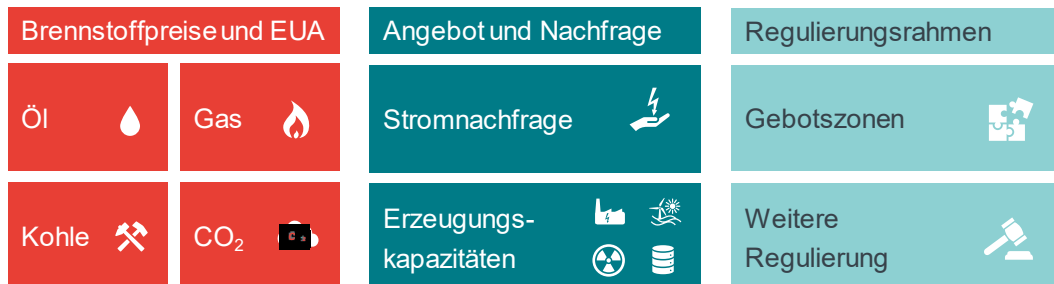 Brennstoffpreise und EUA
Angebot und Nachfrage
Regulierungsrahmen
Öl
Gas
Stromnachfrage
Gebotszonen
Kohle
CO₂
Erzeugungs-
kapazitäten
Weitere
Regulierung